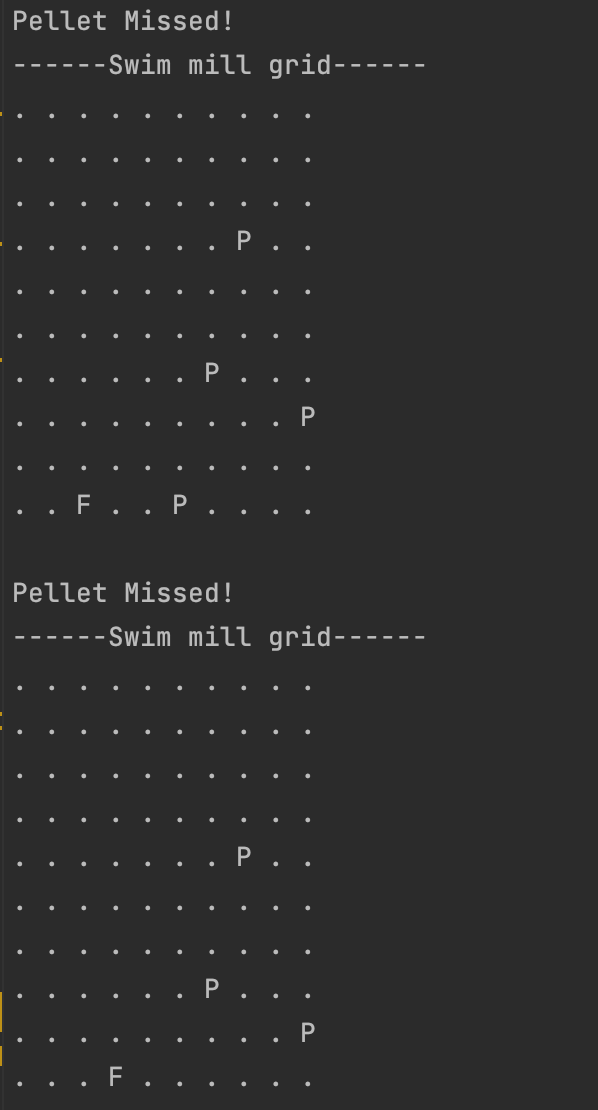 Pellet Missed!
------Swim mill grid------
. . . . . . . . . .
. . . . . . . . . .
. . . . . . . . . .
. . . . . . . P . .
. . . . . . . . . .
. . . . . . . . . .
. . . . . . P . . .
. . . . . . . . . P
. . . . . . . . . .
. . F . . P . . . .
Pellet Missed!
------Swim mill grid------
. . . . . . . . . .
. . . . . . . . . .
. . . . . . . . . .
. . . . . . . . . .
. . . . . . . P . .
. . . . . . . . . .
. . . . . . . . . .
. . . . . . P . . .
. . . . . . . . . P
. . . F . . . . . .